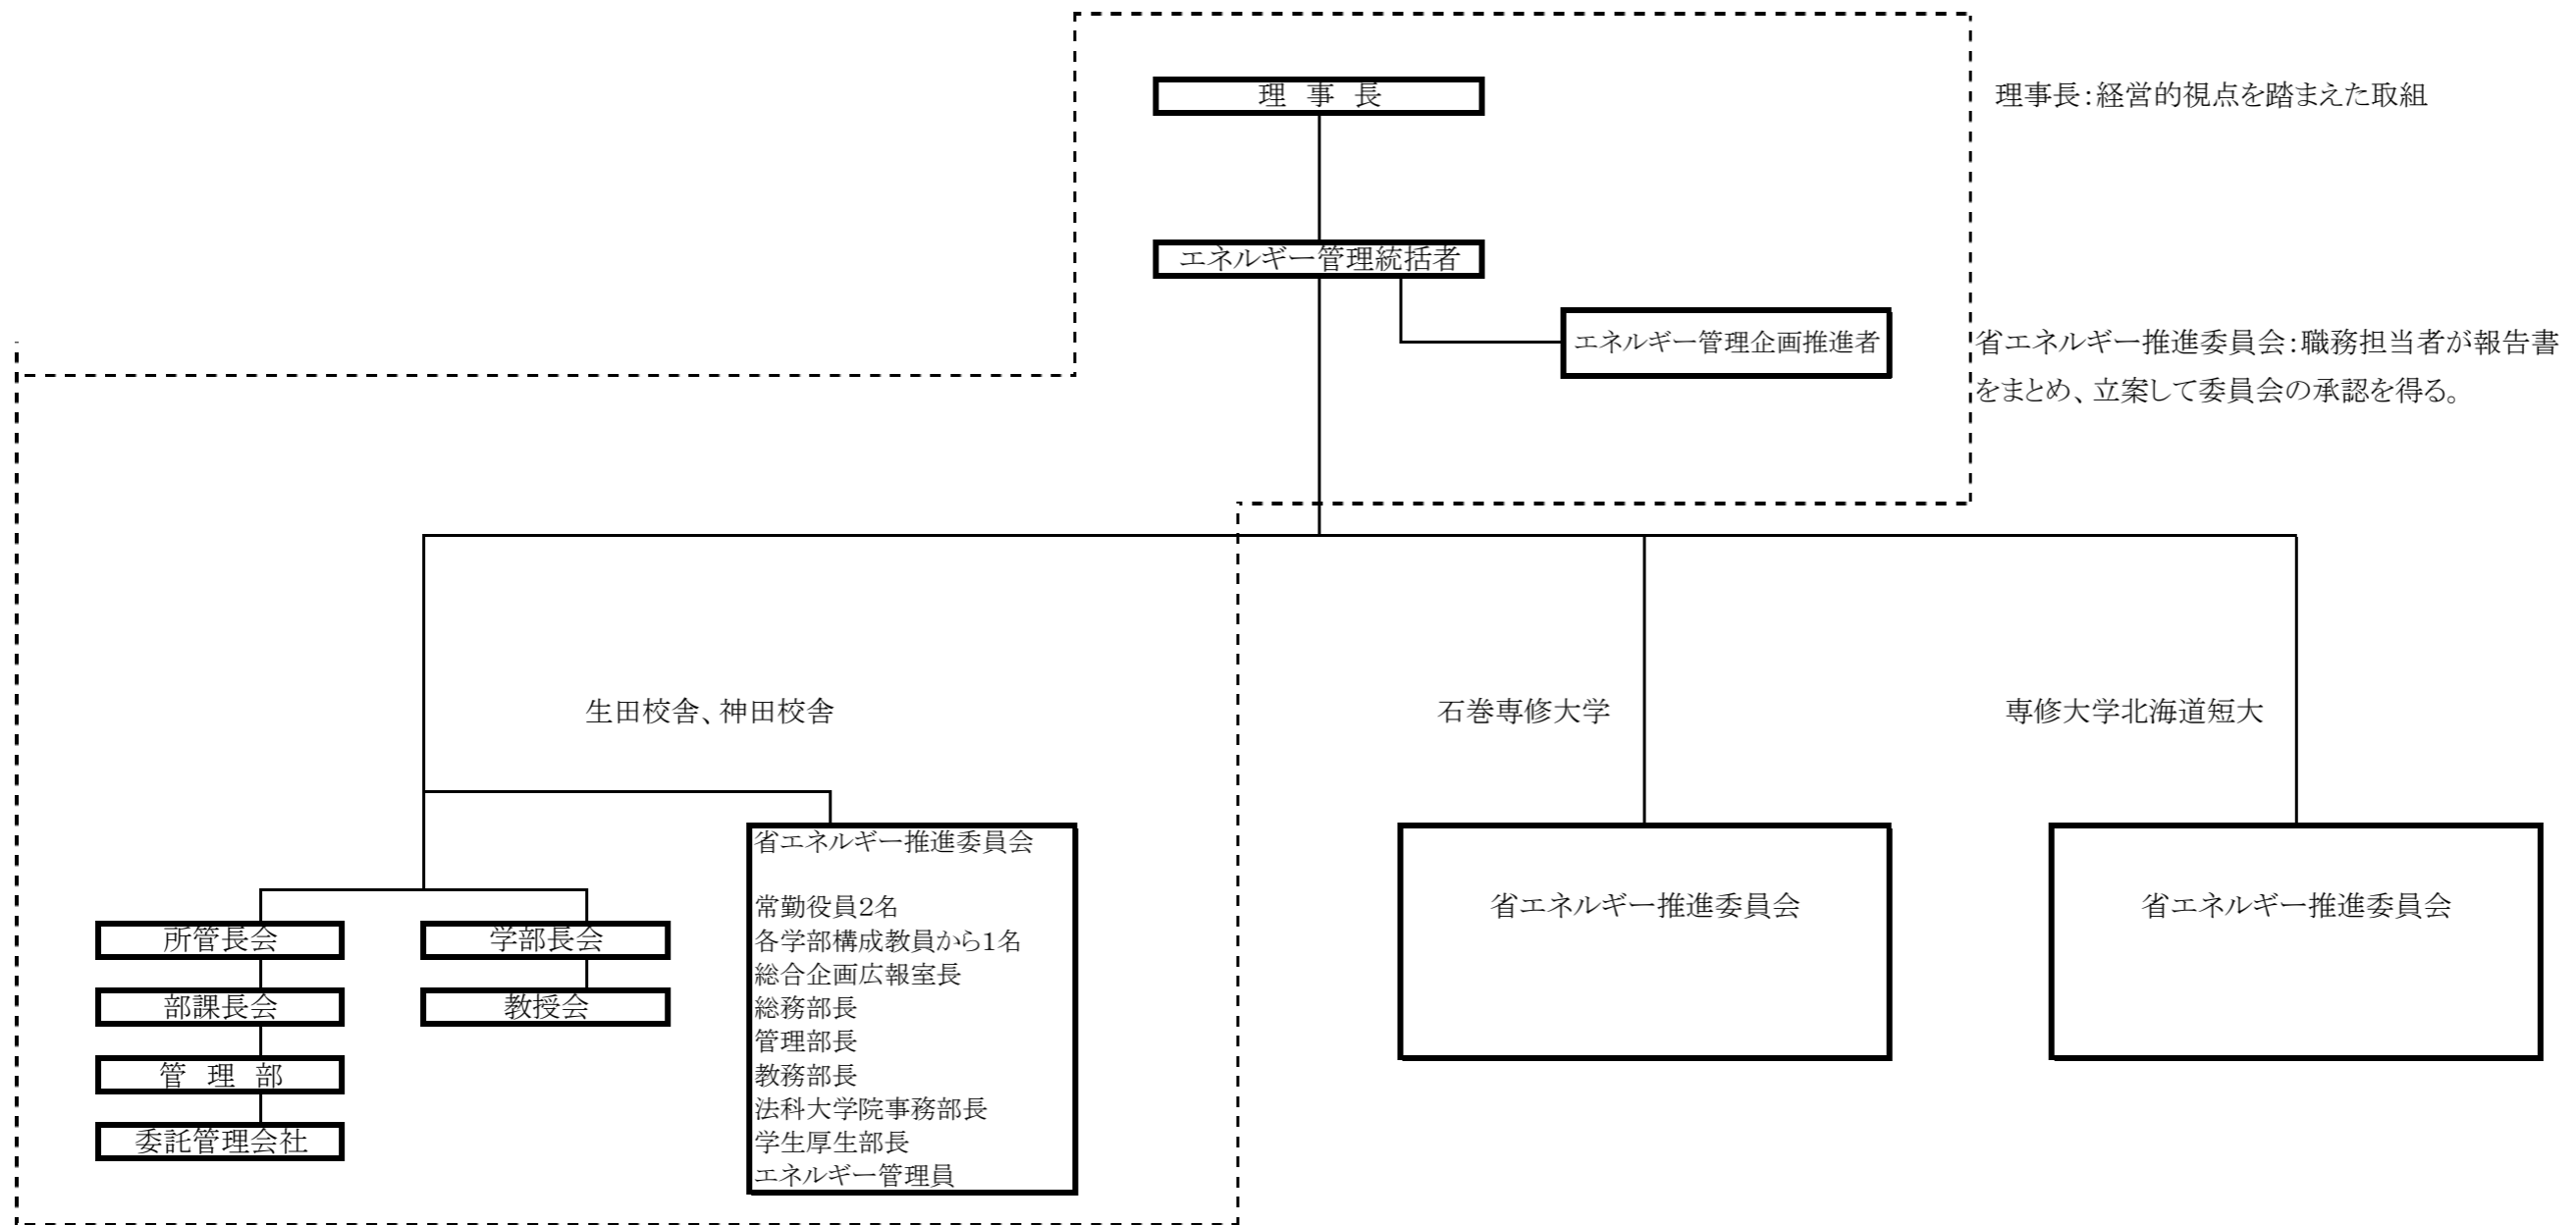 理 事 長
理事長：経営的視点を踏まえた取組
エネルギー管理統括者
エネルギー管理企画推進者
省エネルギー推進委員会：職務担当者が報告書
をまとめ、立案して委員会の承認を得る。
生田校舎、神田校舎
石巻専修大学
専修大学北海道短大
所管長会
部課長会
管 理 部
委託管理会社
学部長会
教授会
省エネルギー推進委員会
常勤役員２名
各学部構成教員から１名
総合企画広報室長
総務部長
管理部長
教務部長
法科大学院事務部長
学生厚生部長
エネルギー管理員
省エネルギー推進委員会
省エネルギー推進委員会